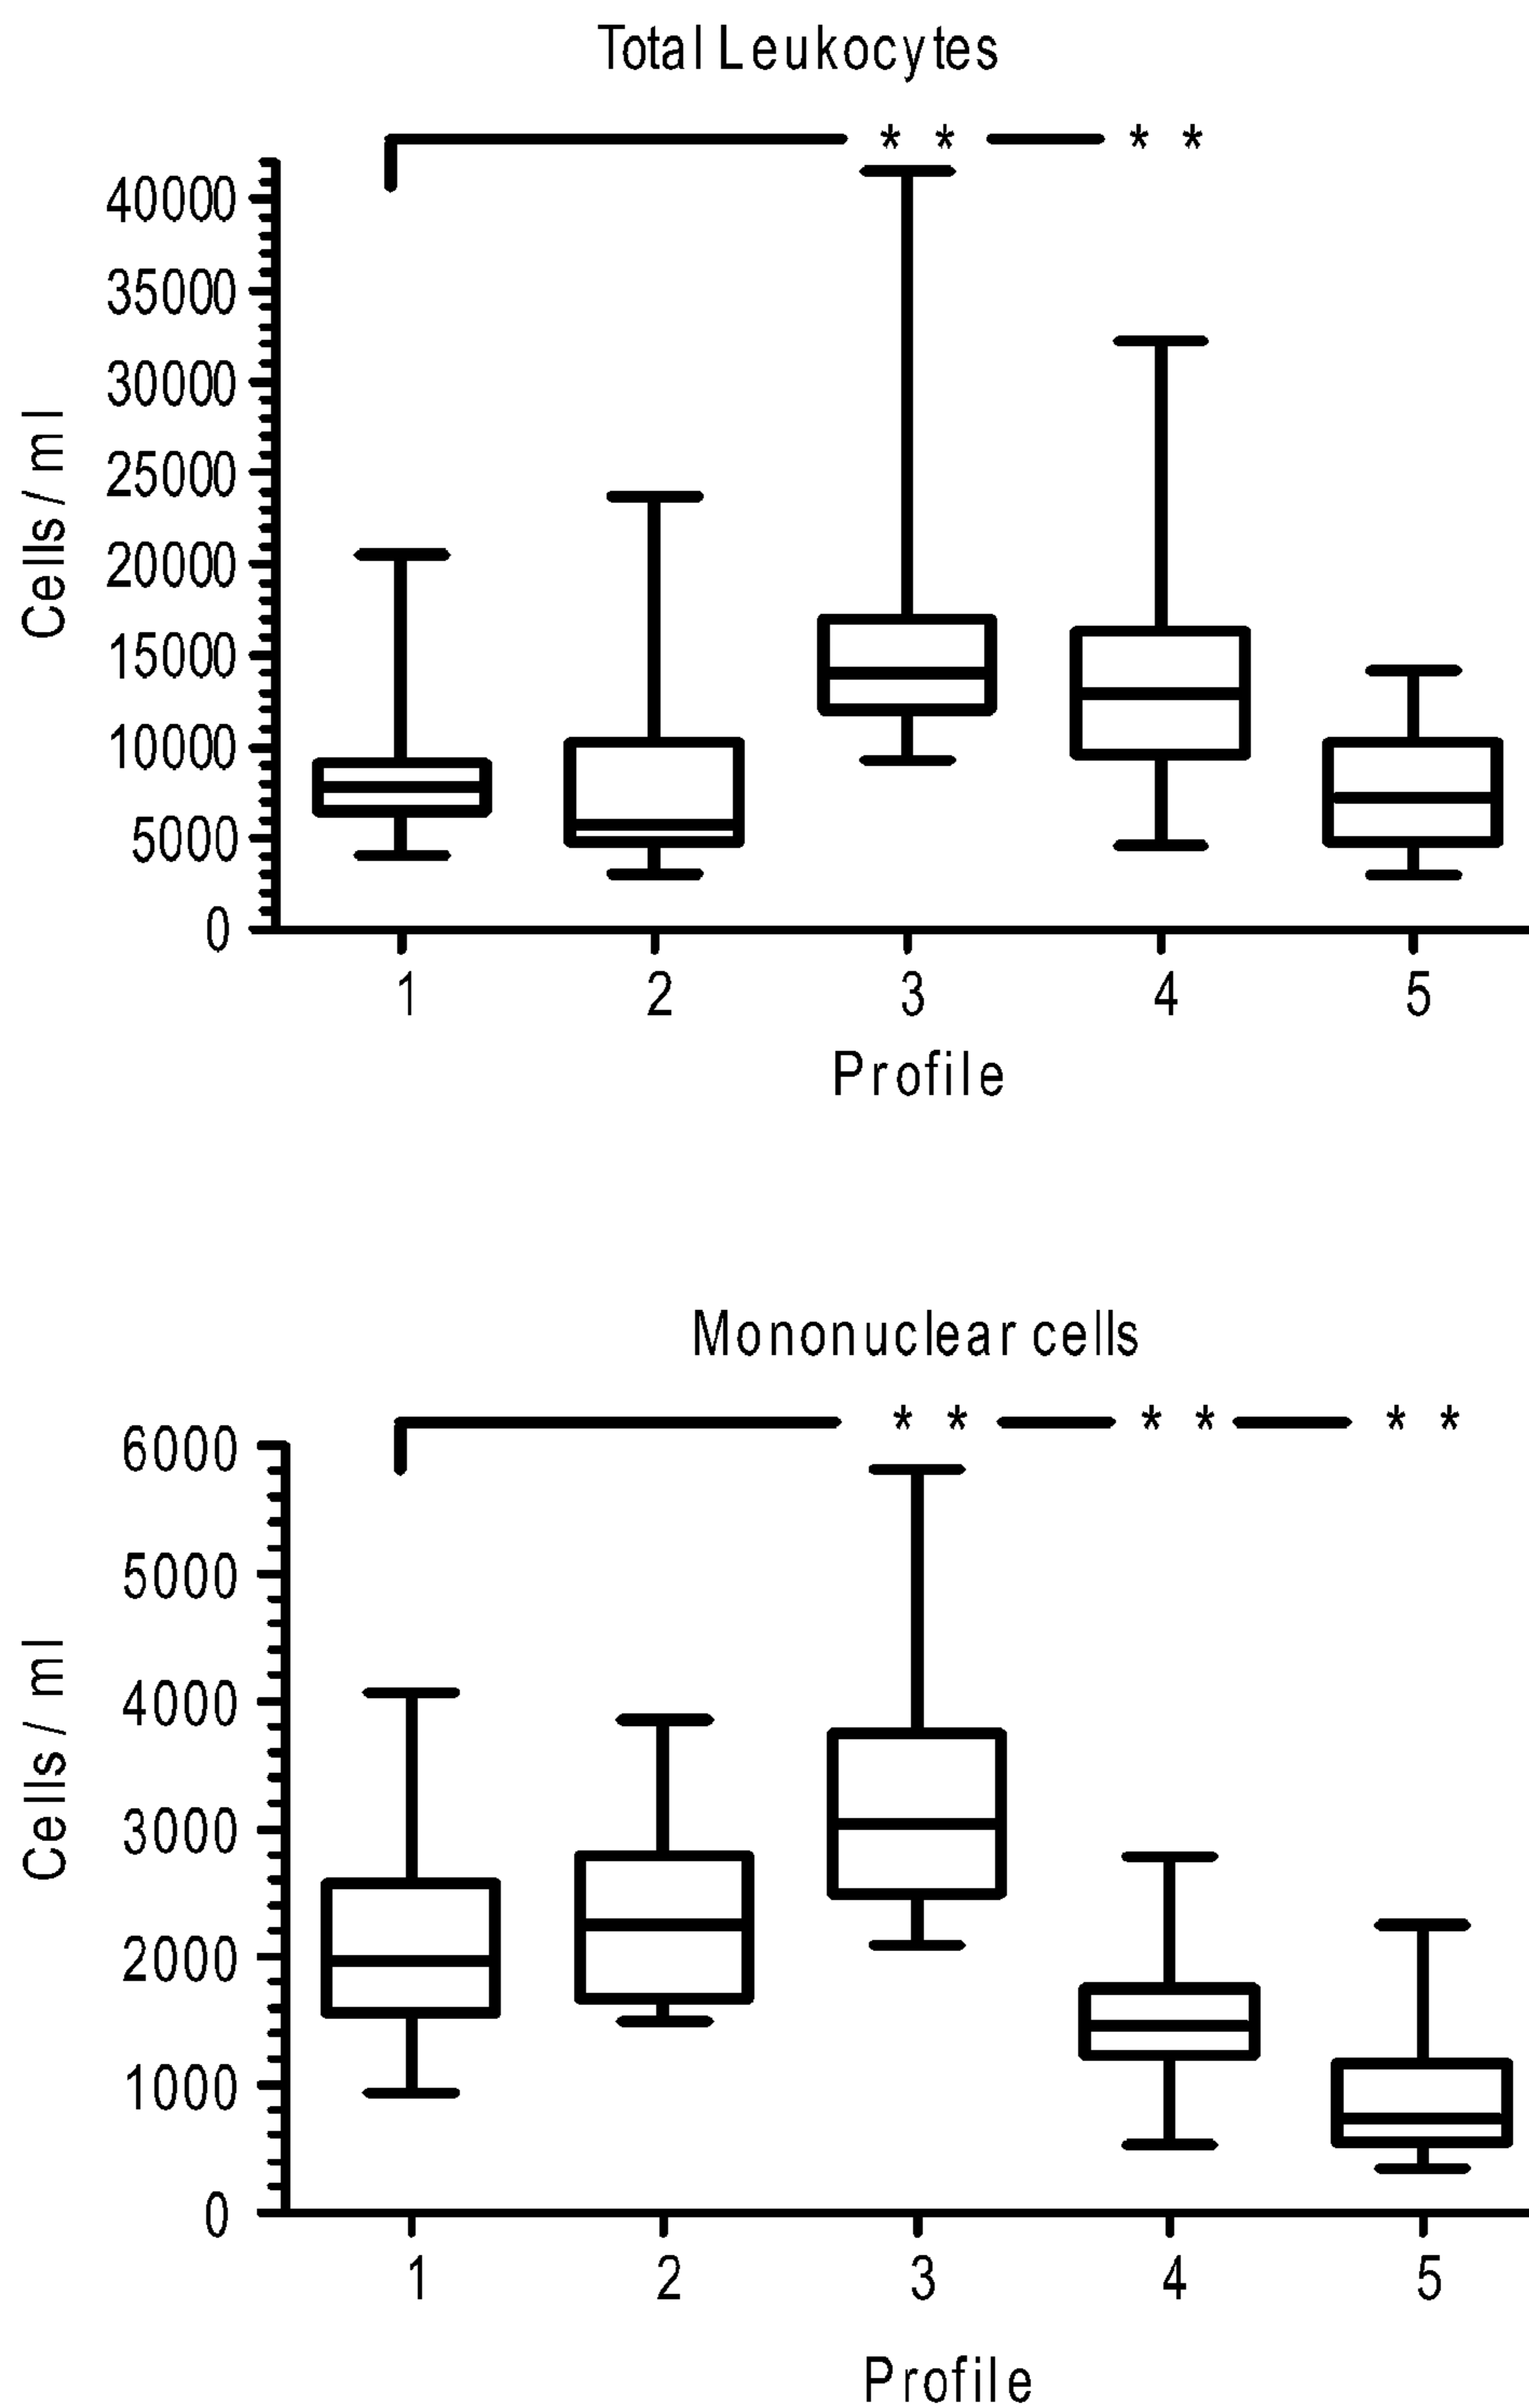 Total Leukocytes
* * * *
40000
35000
30000
25000
20000
15000
10000
5000
0
Cells / ml
1 2 3 4 5
Profile
Mononuclear cells
* * * * * *
6000
5000
4000
3000
2000
1000
0
Cells / ml
1 2 3 4 5
Profile